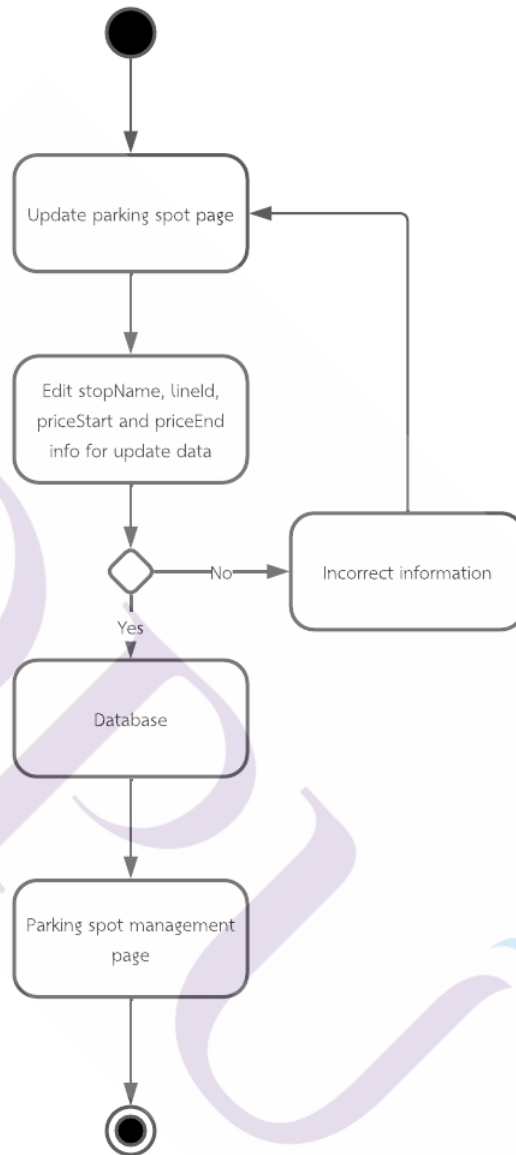 Update parking spot page
Edit stopName, lineId,
priceStart and priceEnd
info for update data
No
Incorrect information
Yes
Database
Parking spot management
page